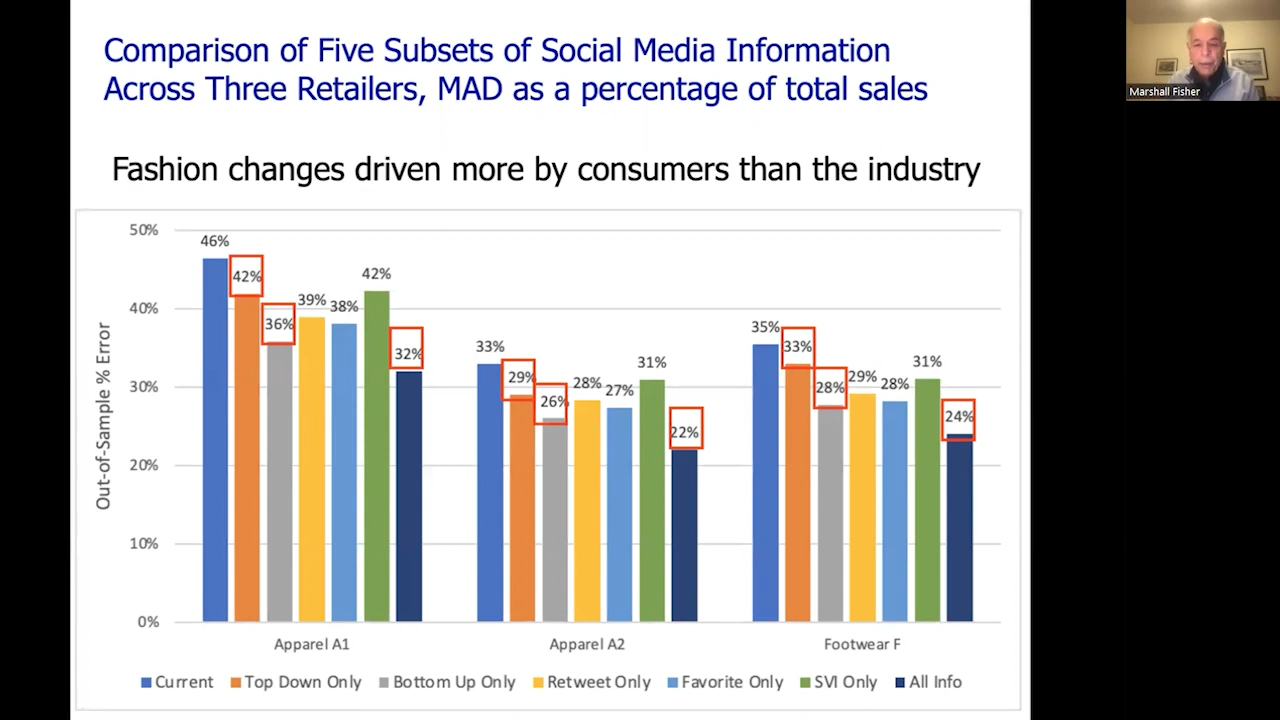 Comparison of Five Subsets of Social Media Information
Across Three Retailers, MAD as a percentage of total sales
Marshall Fisher
Fashion changes driven more by consumers than the industry
Out-of-Sample % Error
50%
40%
30%
20%
10%
0%
46%
42%
36%
39%
38%
42%
32%
33%
29%
26%
28%
27%
31%
22%
35%
33%
28%
29%
28%
31%
24%
Apparel A1
Apparel A2
Footwear F
Current
Top Down Only
Bottom Up Only
Retweet Only
Favorite Only
SVI Only
All Info